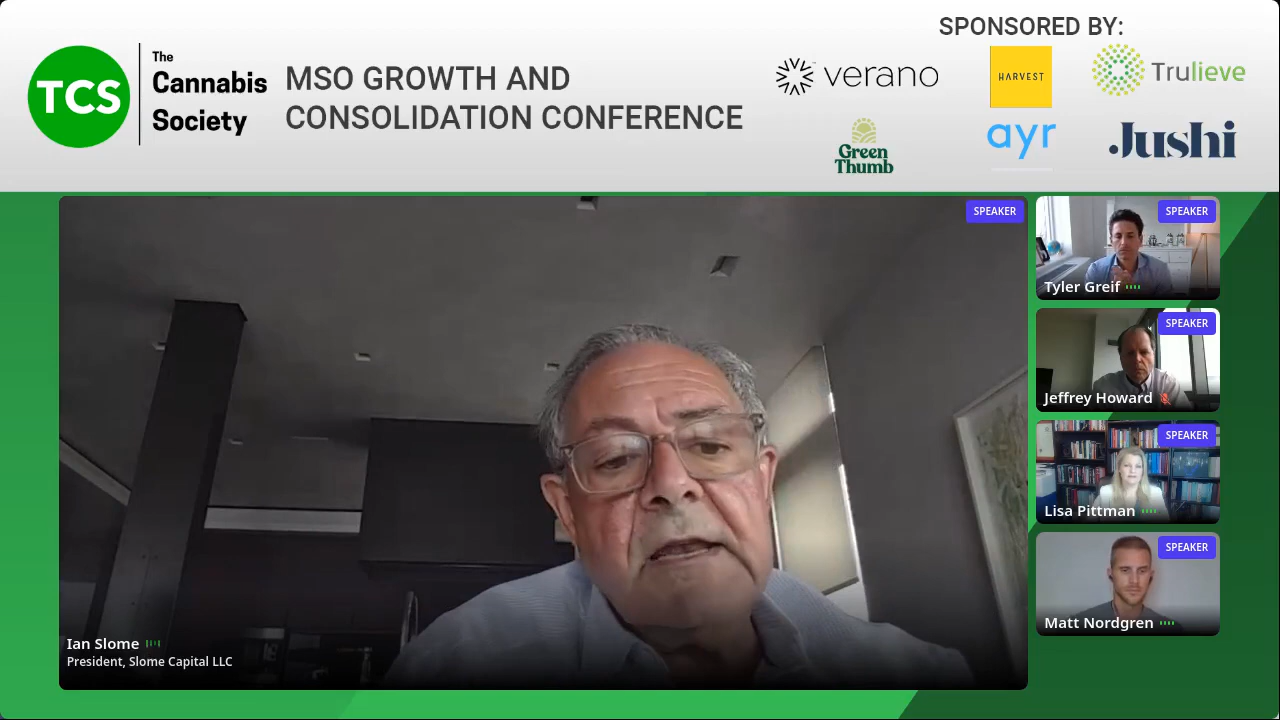 SPONSORED BY:
TCS
The
Cannabis
Society
MSO GROWTH AND
CONSOLIDATION CONFERENCE
verano
HARVEST
Trulieve
Green
Thumb
ayr
Jushi
SPEAKER
Ian Slome
President, Slome Capital LLC
SPEAKER
Tyler Greif
SPEAKER
Jeffrey Howard
SPEAKER
Lisa Pittman
SPEAKER
Matt Nordgren